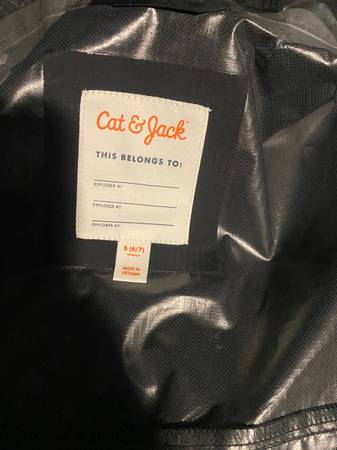 Cat & Jack
THIS BELONGS TO:
EXPLORER #1
EXPLORER #2
EXPLORER #3
S (6/7)
MADE IN
VIETNAM